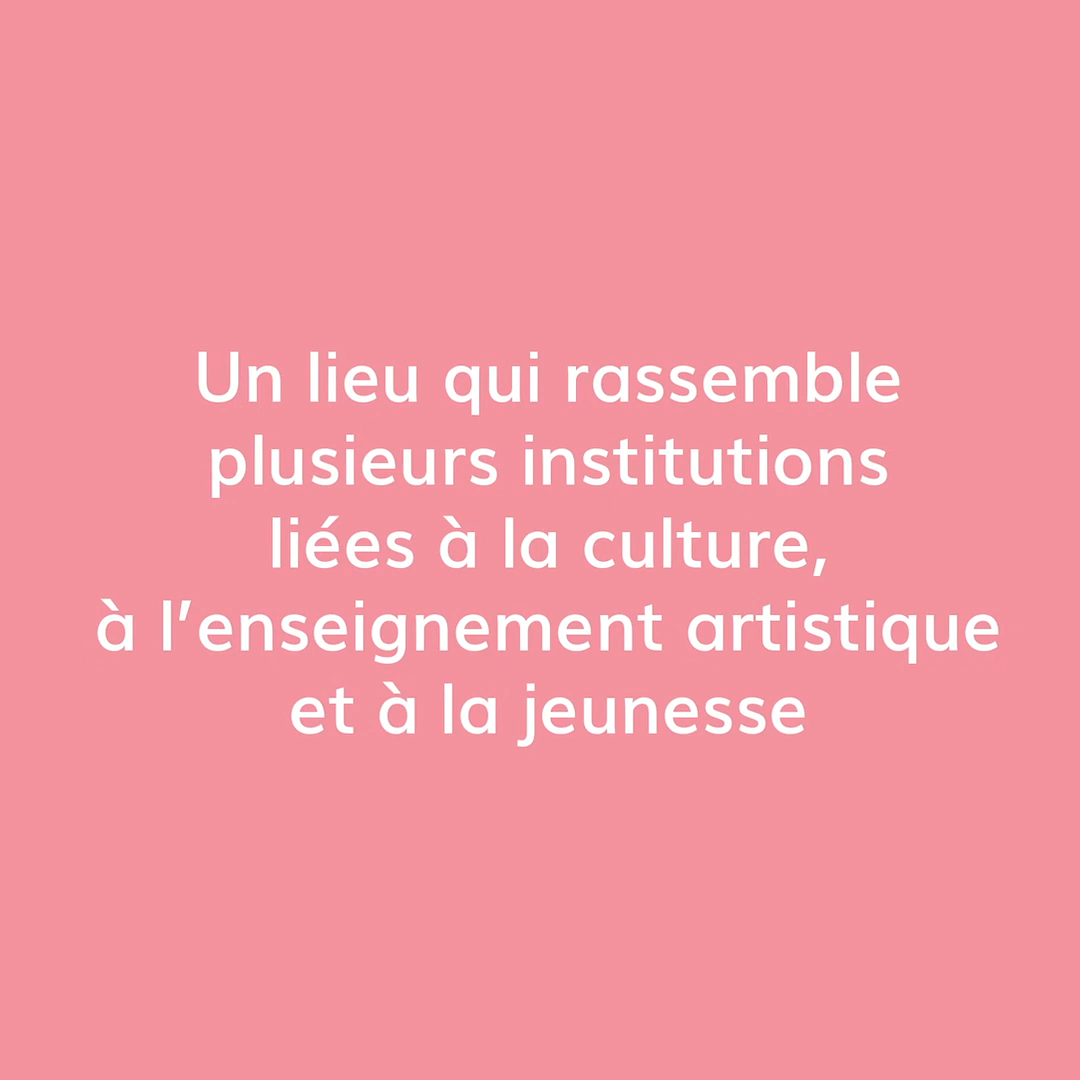 Un lieu qui rassemble
plusieurs institutions
liées à la culture,
à l’enseignement artistique
et à la jeunesse